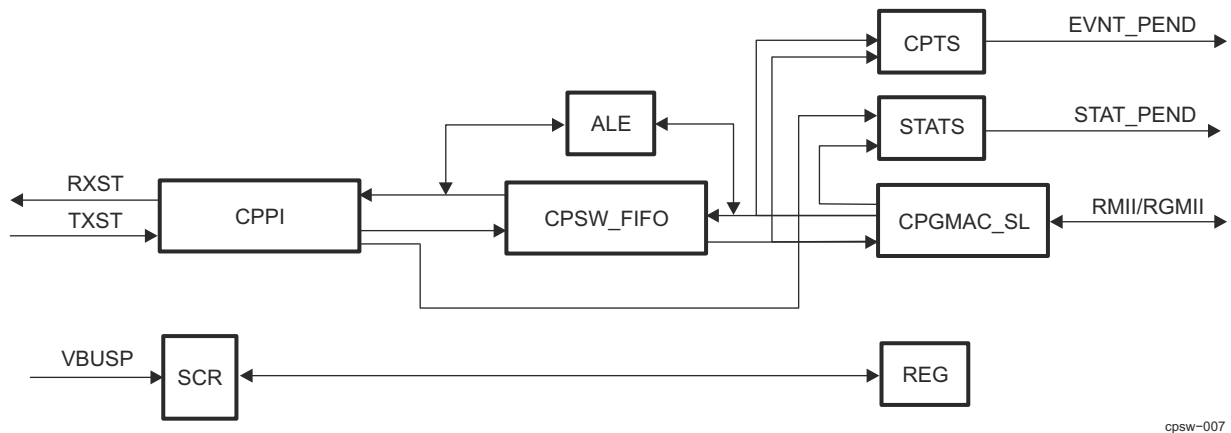 EVNT_PEND
CPTS
ALE
STAT_PEND
STATS
RXST
CPPI
TXST
CPSW_FIFO
CPGMAC_SL
RMII/RGMII
VBUSP
SCR
REG
cpsw−007